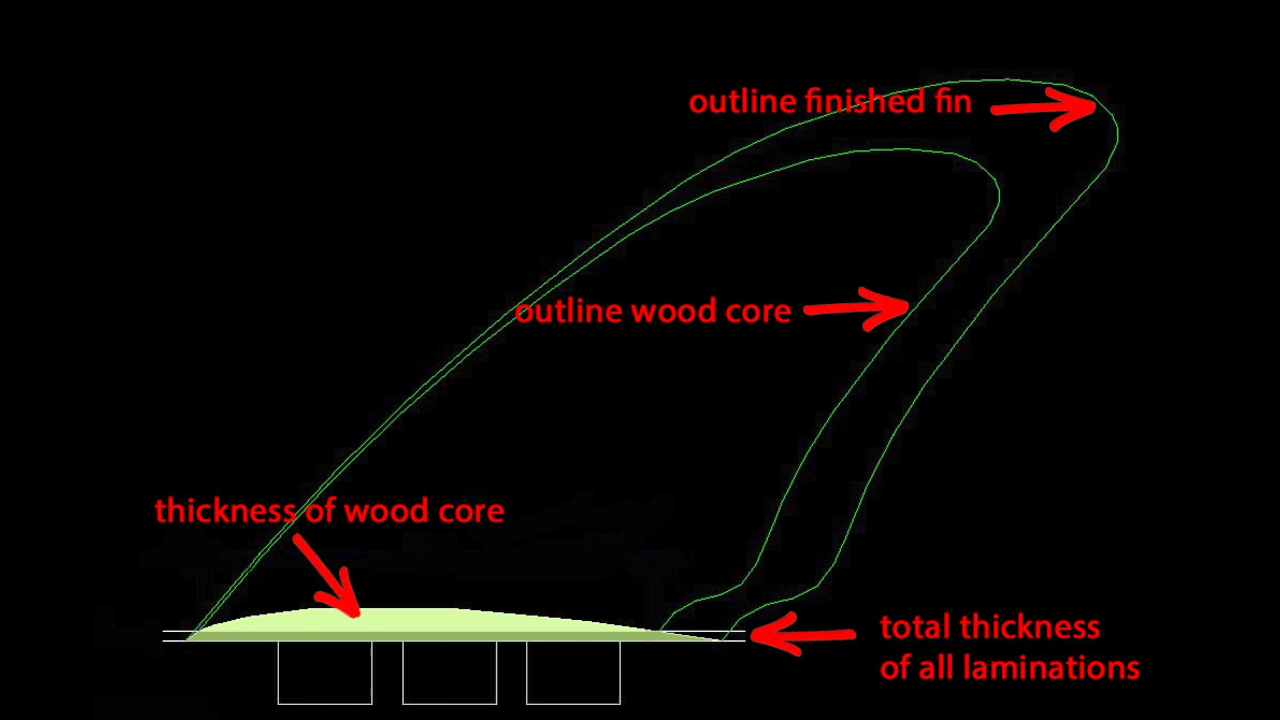 outline finished fin
outline wood core
thickness of wood core
total thickness
of all laminations